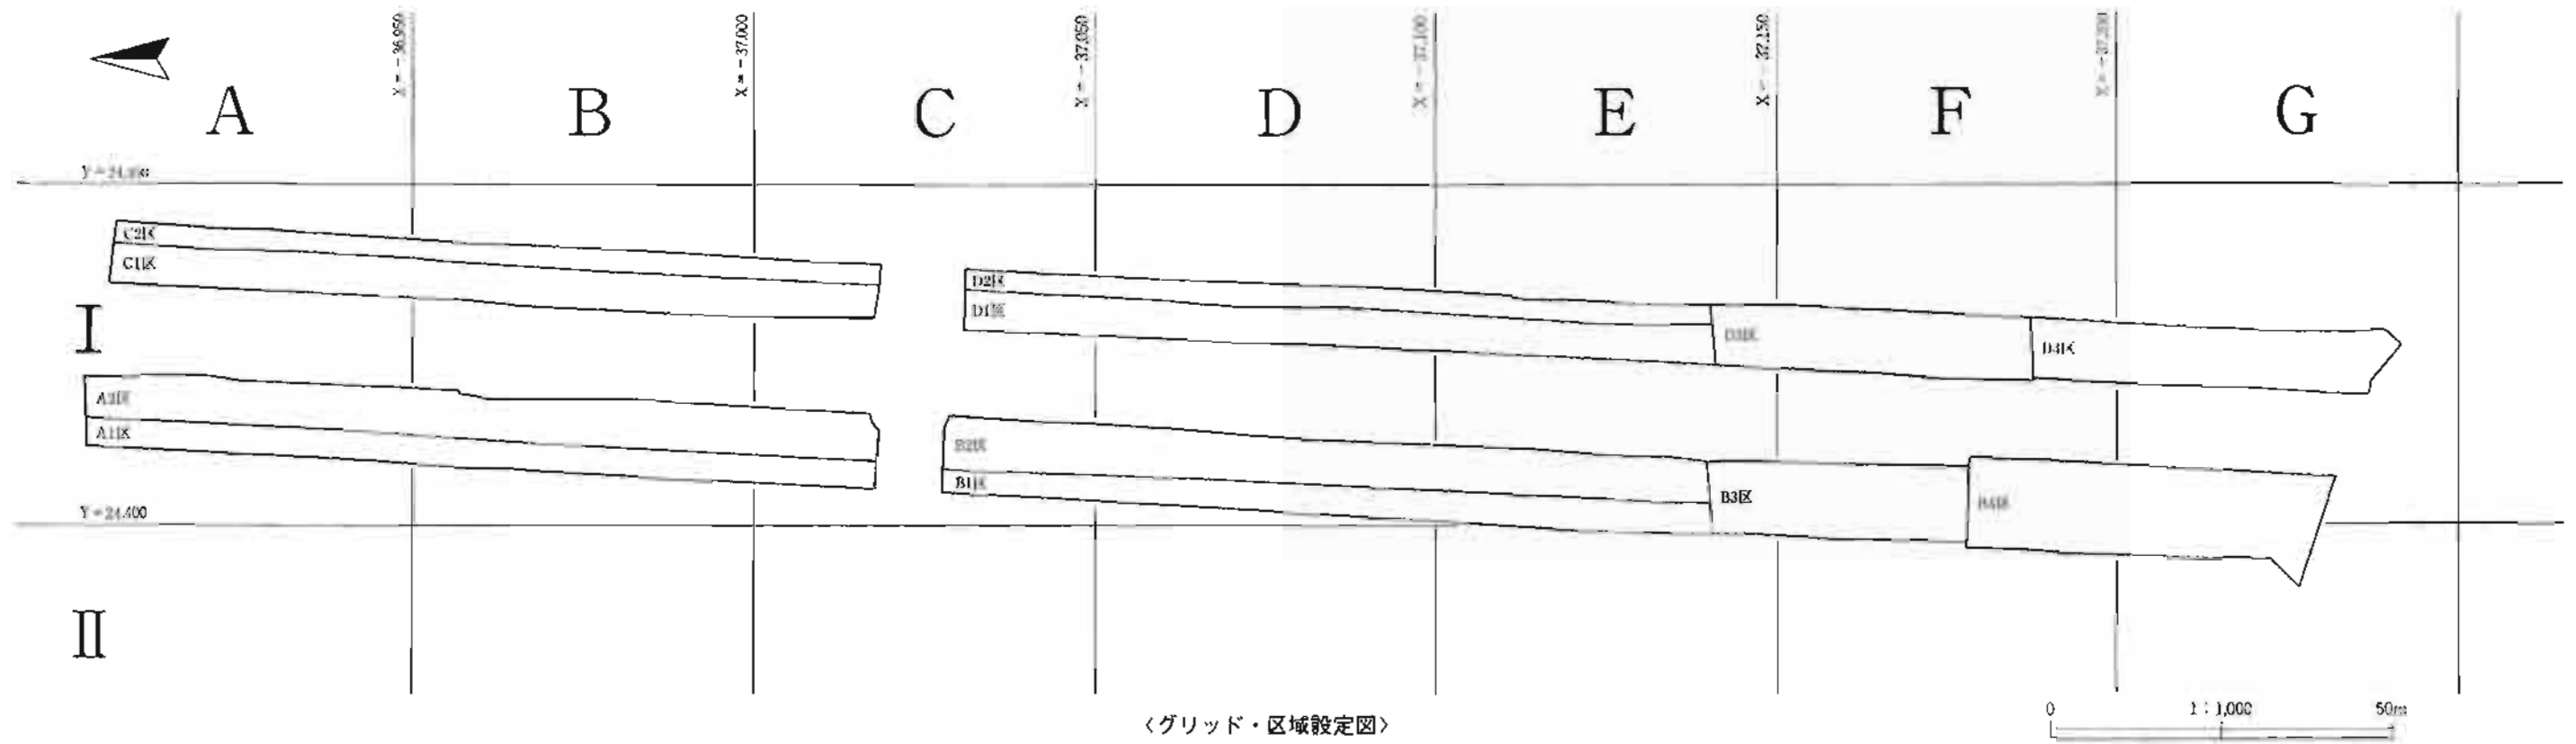 X = - 36,950
X = - 37,000
X = - 37,050
X = - 37,100
X = - 37,150
X = - 37,200
A
B
C
D
E
F
G
C2区
C1区
D2区
D1区
D3区
D4区
I
A2区
A1区
B2区
B1区
B3区
B4区
Y = 24,400
II
〈グリッド・区域設定図〉
0
1:1,000
50m